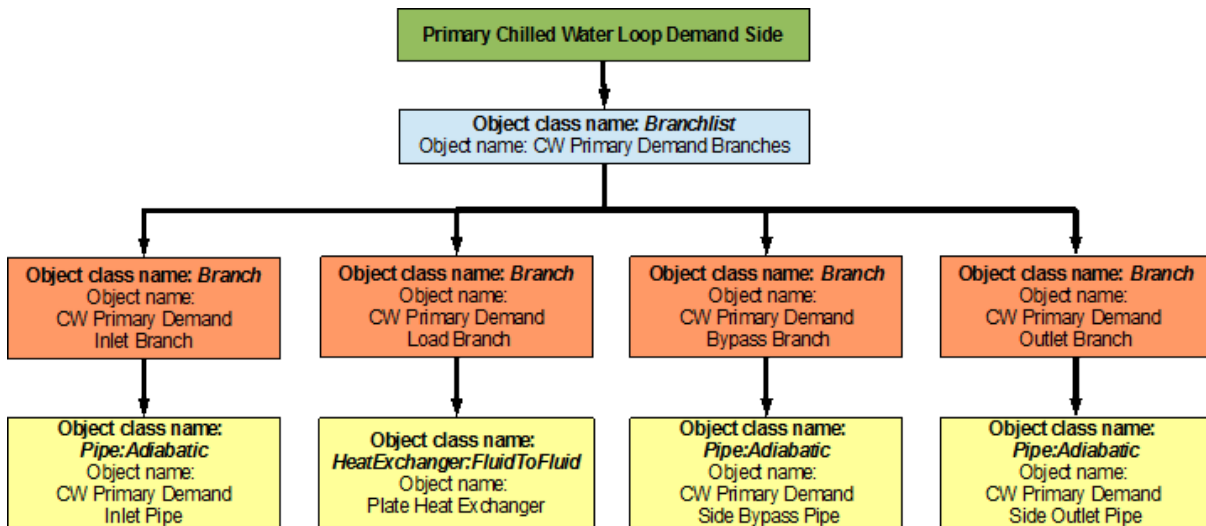 Primary Chilled Water Loop Demand Side
Object class name: Branchlist
Object name: CW Primary Demand Branches
Object class name: Branch
Object name:
CW Primary Demand
Inlet Branch
Object class name: Branch
Object name:
CW Primary Demand
Load Branch
Object class name: Branch
Object name:
CW Primary Demand
Bypass Branch
Object class name: Branch
Object name:
CW Primary Demand
Outlet Branch
Object class name:
Pipe:Adiabatic
Object name:
CW Primary Demand
Inlet Pipe
Object class name:
HeatExchanger:FluidToFluid
Object name:
Plate Heat Exchanger
Object class name:
Pipe:Adiabatic
Object name:
CW Primary Demand
Side Bypass Pipe
Object class name:
Pipe:Adiabatic
Object name:
CW Primary Demand
Side Outlet Pipe